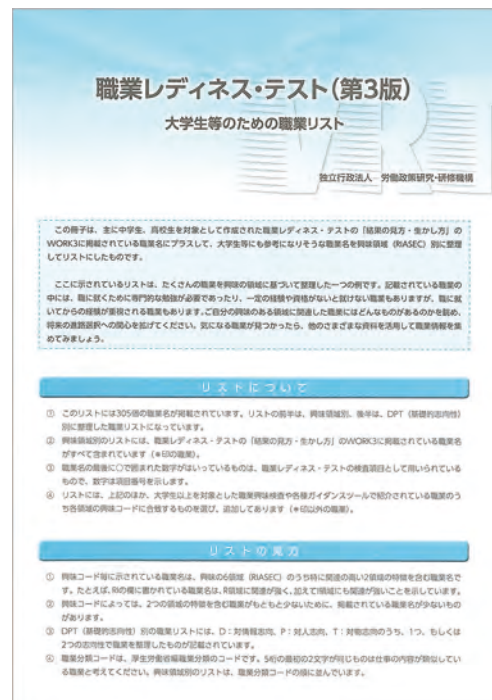 職業レディネス・テスト（第3版）
大学生等のための職業リスト
独立行政法人 労働政策研究・研修機構
この冊子は、主に中学生、高校生を対象として作成された職業レディネス・テストの「結果の見方・生かし方」の
WORK3に掲載されている職業名にプラスして、大学生等にも参考になりそうな職業名を興味領域（RIASEC）別に整理
してリストにしたものです。
ここに示されているリストは、たくさんの職業を興味の領域に基づいて整理した一つの例です。記載されている職業の
中には、職に就くために専門的な勉強が必要であったり、一定の経験や資格がないと就けない職業もありますが、職に就
いてからの経験が重視される職業もあります。ご自分の興味のある領域に関連した職業にはどんなものがあるのかを眺め、
将来の進路選択への関心を拡げてください。気になる職業が見つかったら、他のさまざまな資料を活用して職業情報を集
めてみましょう。
リストについて
① このリストには305個の職業名が掲載されています。リストの前半は、興味領域別、後半は、DPT（基礎的志向性）
別に整理した職業リストになっています。
② 興味領域別のリストには、職業レディネス・テストの「結果の見方・生かし方」のWORK3に掲載されている職業名
がすべて含まれています（＊印の職業）。
③ 職業名の最後に○で囲まれた数字がはいっているものは、職業レディネス・テストの検査項目として用いられている
もので、数字は項目番号を示します。
④ リストには、上記のほか、大学生以上を対象とした職業興味検査や各種ガイダンスツールで紹介されている職業のう
ち各領域の興味コードに合致するものを選び、追加してあります（＊印以外の職業）。
リストの見方
① 興味コード毎に示されている職業名は、興味の6領域（RIASEC）のうち特に関連の高い2領域の特徴を含む職業名で
す。たとえば、RIの欄に書かれている職業名は、R領域に関連が強く、加えてI領域にも関連が強いことを示しています。
② 興味コードによっては、2つの領域の特徴を含む職業がもともと少ないために、掲載されている職業名が少ないもの
があります。
③ DPT（基礎的志向性）別の職業リストには、D：対情報志向、P：対人志向、T：対物志向のうち、1つ、もしくは
2つの志向性で職業を整理したものが記載されています。
④ 職業分類コードは、厚生労働省編職業分類のコードです。5桁の最初の2文字が同じものは仕事の内容が類似してい
る職業と考えてください。興味領域別のリストは、職業分類コードの順に並んでいます。